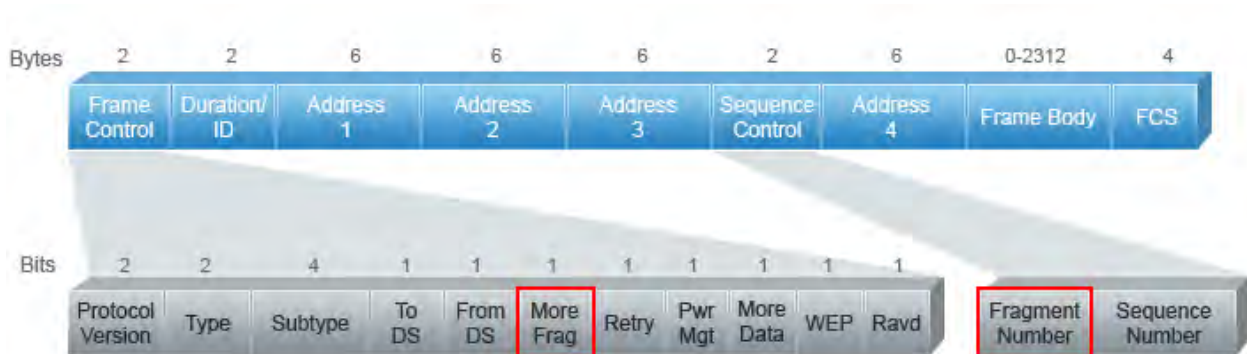 Bytes 2 2 6 6 6 2 6 0-2312 4
Frame Control Duration/ ID Address 1 Address 2 Address 3 Sequence Control Address 4 Frame Body FCS
Bits 2 2 4 1 1 1 1 1 1 1 1
Protocol Version Type Subtype To DS From DS More Frag Retry Pwr Mgt More Data WEP Ravd Fragment Number Sequence Number